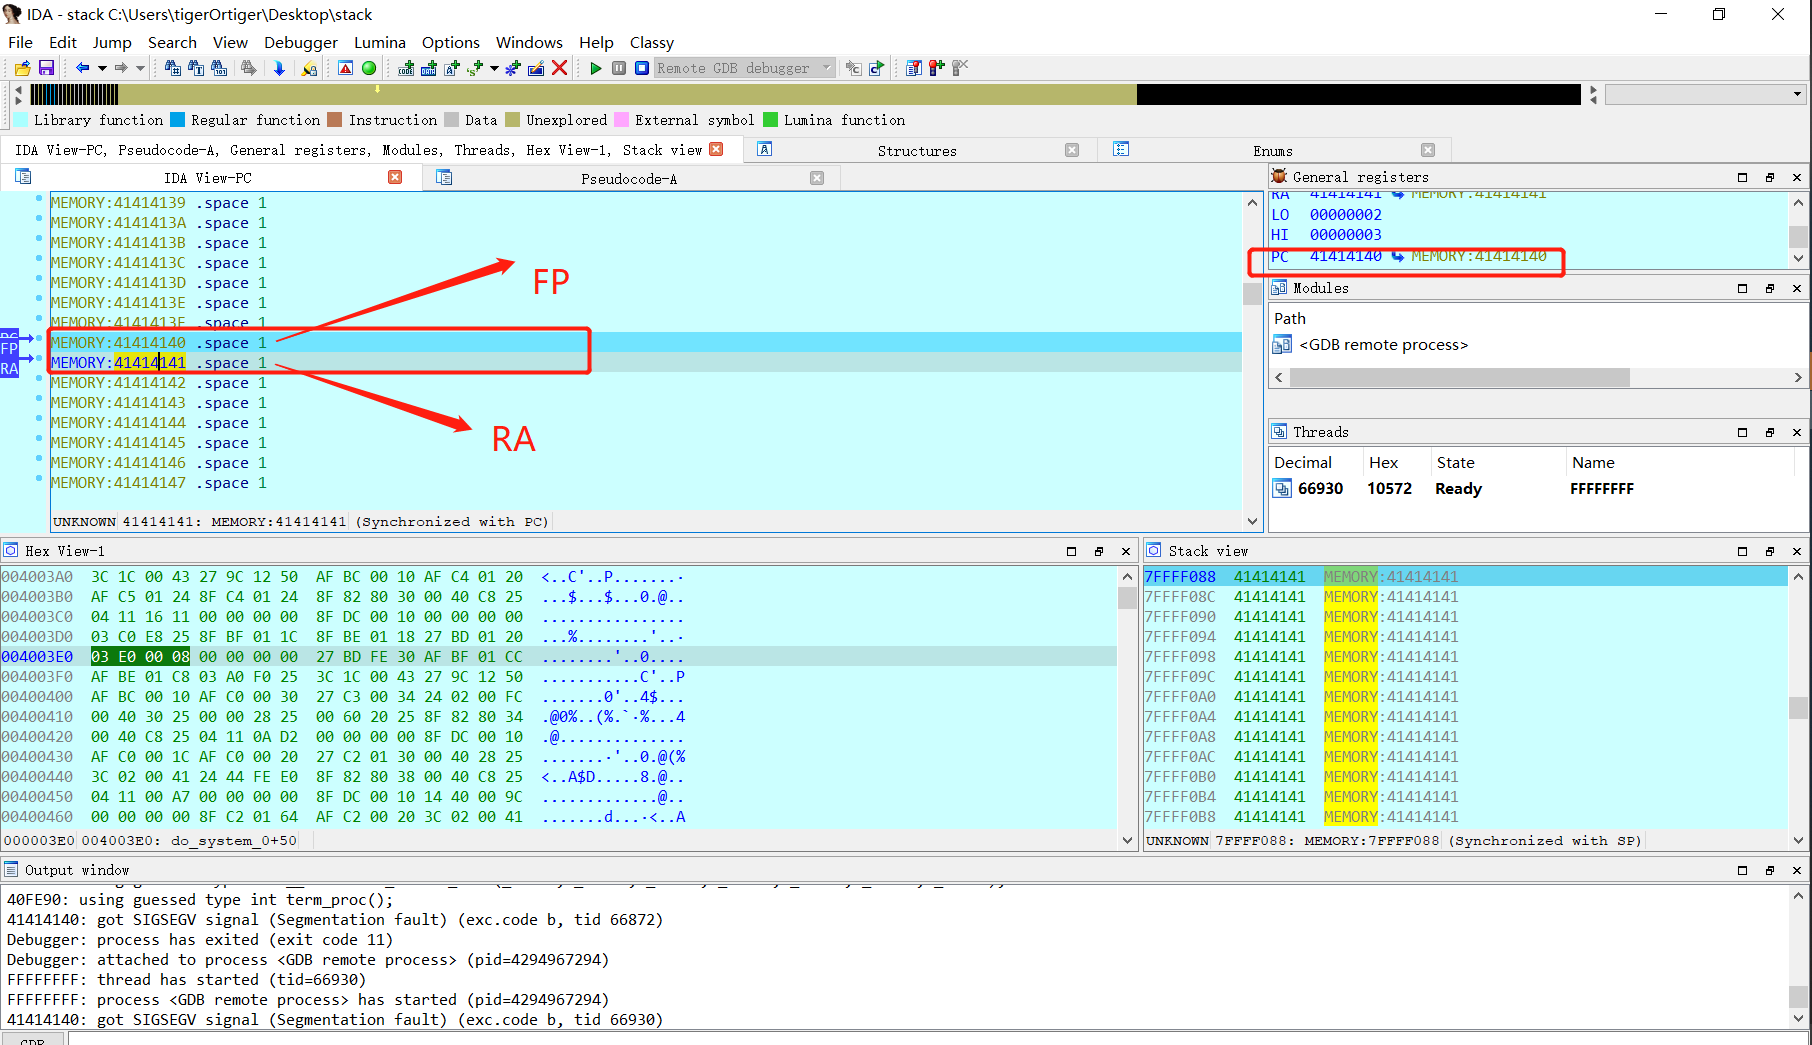 IDA - stack C:\Users\tigerOrtiger\Desktop\stack
File Edit Jump Search View Debugger Lumina Options Windows Help Classy
Remote GDB debugger
Library function Regular function Instruction Data Unexplored External symbol Lumina function
IDA View-PC, Pseudocode-A, General registers, Modules, Threads, Hex View-1, Stack view
Structures
Enums
IDA View-PC
Pseudocode-A
MEMORY:41414139 .space 1
MEMORY:4141413A .space 1
MEMORY:4141413B .space 1
MEMORY:4141413C .space 1
MEMORY:4141413D .space 1
MEMORY:4141413E .space 1
MEMORY:4141413F .space 1
MEMORY:41414140 .space 1
MEMORY:41414141 .space 1
MEMORY:41414142 .space 1
MEMORY:41414143 .space 1
MEMORY:41414144 .space 1
MEMORY:41414145 .space 1
MEMORY:41414146 .space 1
MEMORY:41414147 .space 1
PC
FP
RA
FP
RA
UNKNOWN 41414141: MEMORY:41414141 (Synchronized with PC)
General registers
RA 41414141 MEMORY:41414141
LO 00000002
HI 00000003
PC 41414140 MEMORY:41414140
Modules
Path
<GDB remote process>
Threads
Decimal Hex State Name
66930 10572 Ready FFFFFFFF
Hex View-1
004003A0 3C 1C 00 43 27 9C 12 50 AF BC 00 10 AF C4 01 20 <..C'..P.......·
004003B0 AF C5 01 24 8F C4 01 24 8F 82 80 30 00 40 C8 25 ...$...$...0.@..
004003C0 04 11 16 11 00 00 00 00 8F DC 00 10 00 00 00 00 ................
004003D0 03 C0 E8 25 8F BF 01 1C 8F BE 01 18 27 BD 01 20 ...%........'..·
004003E0 03 E0 00 08 00 00 00 00 27 BD FE 30 AF BF 01 CC ........'..0....
004003F0 AF BE 01 C8 03 A0 F0 25 3C 1C 00 43 27 9C 12 50 ...........C'..P
00400400 AF BC 00 10 AF C0 00 30 27 C3 00 34 24 02 00 FC .......0'..4$...
00400410 00 40 30 25 00 00 28 25 00 60 20 25 8F 82 80 34 .@0%..(%.`·%...4
00400420 00 40 C8 25 04 11 0A D2 00 00 00 00 8F DC 00 10 .@..............
00400430 AF C0 00 1C AF C0 00 20 27 C2 01 30 00 40 28 25 .......·'..0.@(%
00400440 3C 02 00 41 24 44 FE E0 8F 82 80 38 00 40 C8 25 <..A$D.....8.@..
00400450 04 11 00 A7 00 00 00 00 8F DC 00 10 14 40 00 9C .............@..
00400460 00 00 00 00 8F C2 01 64 AF C2 00 20 3C 02 00 41 .......d...·<..A
000003E0 004003E0: do_system_0+50
Stack view
7FFFF088 41414141 MEMORY:41414141
7FFFF08C 41414141 MEMORY:41414141
7FFFF090 41414141 MEMORY:41414141
7FFFF094 41414141 MEMORY:41414141
7FFFF098 41414141 MEMORY:41414141
7FFFF09C 41414141 MEMORY:41414141
7FFFF0A0 41414141 MEMORY:41414141
7FFFF0A4 41414141 MEMORY:41414141
7FFFF0A8 41414141 MEMORY:41414141
7FFFF0AC 41414141 MEMORY:41414141
7FFFF0B0 41414141 MEMORY:41414141
7FFFF0B4 41414141 MEMORY:41414141
7FFFF0B8 41414141 MEMORY:41414141
UNKNOWN 7FFFF088: MEMORY:7FFFF088 (Synchronized with SP)
Output window
40FE90: using guessed type int term_proc();
41414140: got SIGSEGV signal (Segmentation fault) (exc.code b, tid 66872)
Debugger: process has exited (exit code 11)
Debugger: attached to process <GDB remote process> (pid=4294967294)
FFFFFFFF: thread has started (tid=66930)
FFFFFFFF: process <GDB remote process> has started (pid=4294967294)
41414140: got SIGSEGV signal (Segmentation fault) (exc.code b, tid 66930)
GDB